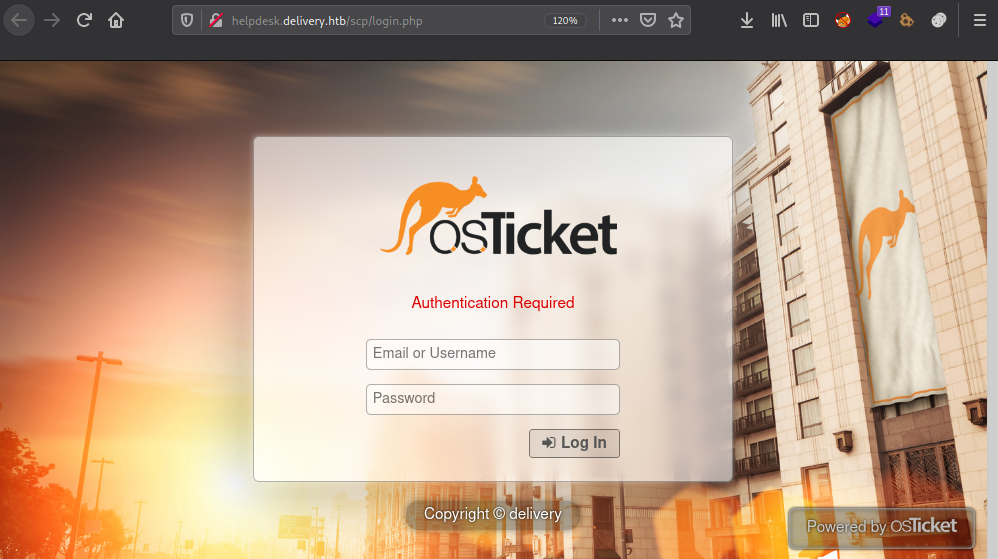 helpdesk.delivery.htb/scp/login.php
120%
11
osTicket
Authentication Required
Email or Username
Password
Log In
Copyright © delivery
Powered by osTicket